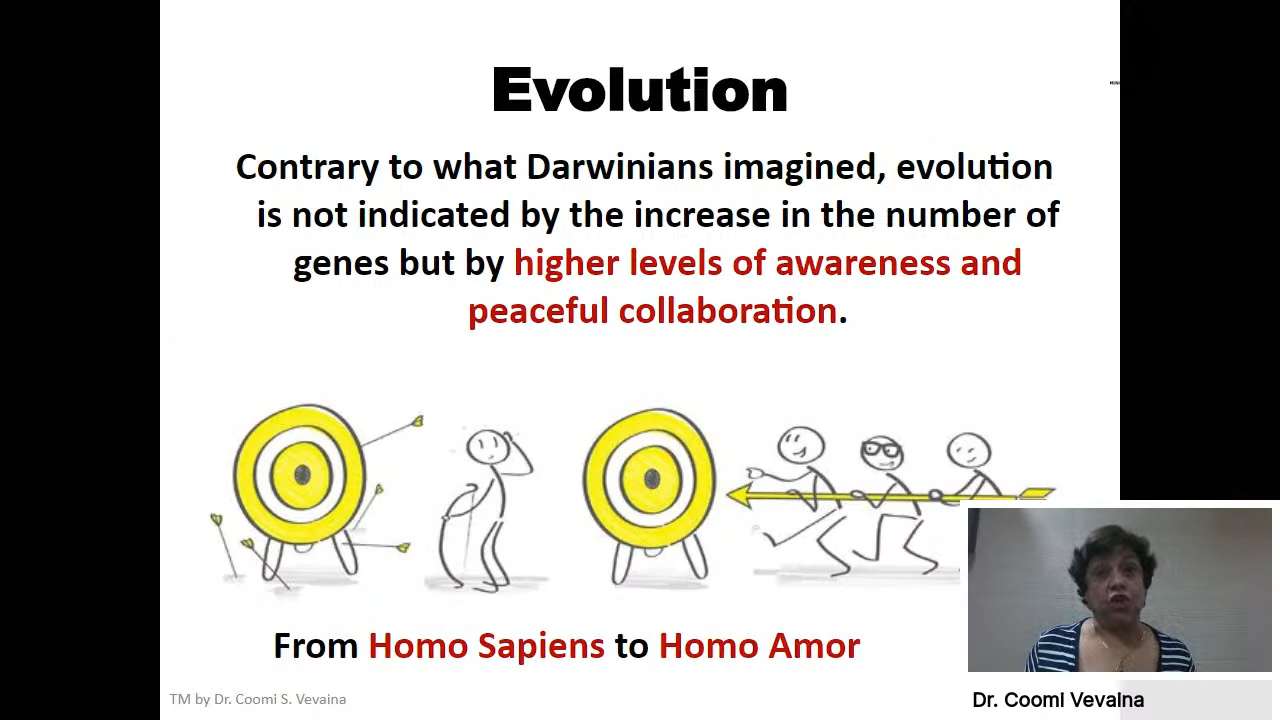 Evolution
Contrary to what Darwinians imagined, evolution
is not indicated by the increase in the number of
genes but by higher levels of awareness and
peaceful collaboration.
From Homo Sapiens to Homo Amor
TM by Dr. Coomi S. Vevaina
Dr. Coomi Vevaina